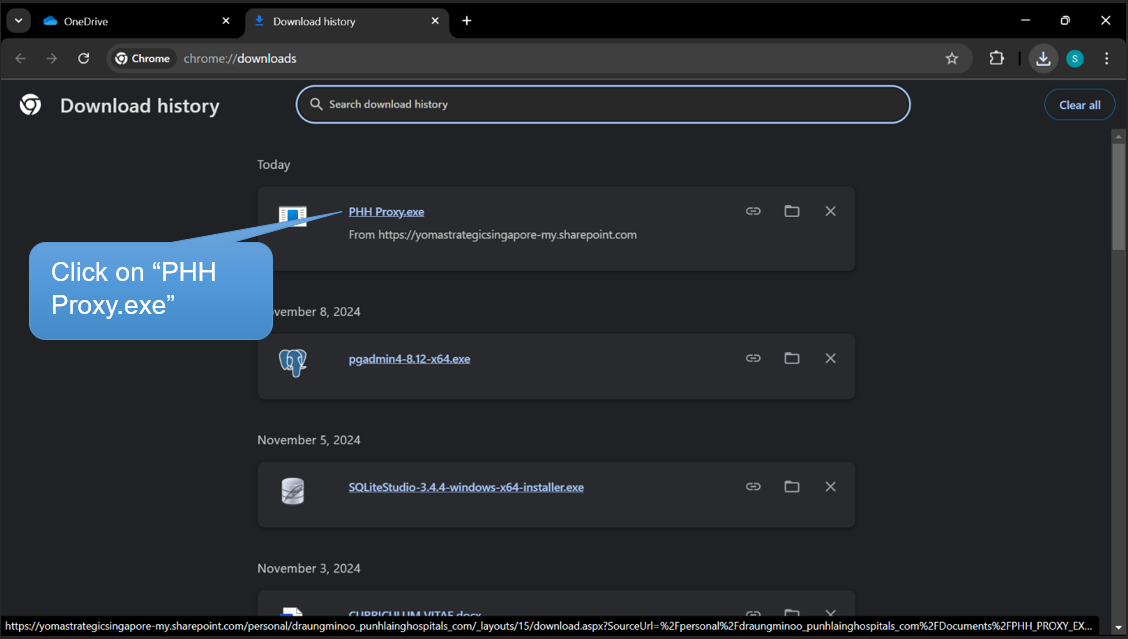 OneDrive
Download history
Chrome
chrome://downloads
S
Download history
Search download history
Clear all
Today
PHH Proxy.exe
From https://yomastrategicsingapore-my.sharepoint.com
Click on “PHH
Proxy.exe”
vember 8, 2024
pgadmin4-8.12-x64.exe
November 5, 2024
SQLiteStudio-3.4.4-windows-x64-installer.exe
November 3, 2024
CURRICULUM VITAE.docx
https://yomastrategicsingapore-my.sharepoint.com/personal/draungminoo_punhlainghospitals_com/_layouts/15/download.aspx?SourceUrl=%2Fpersonal%2Fdraungminoo_punhlainghospitals_com%2FDocuments%2FPHH_PROXY_EX...